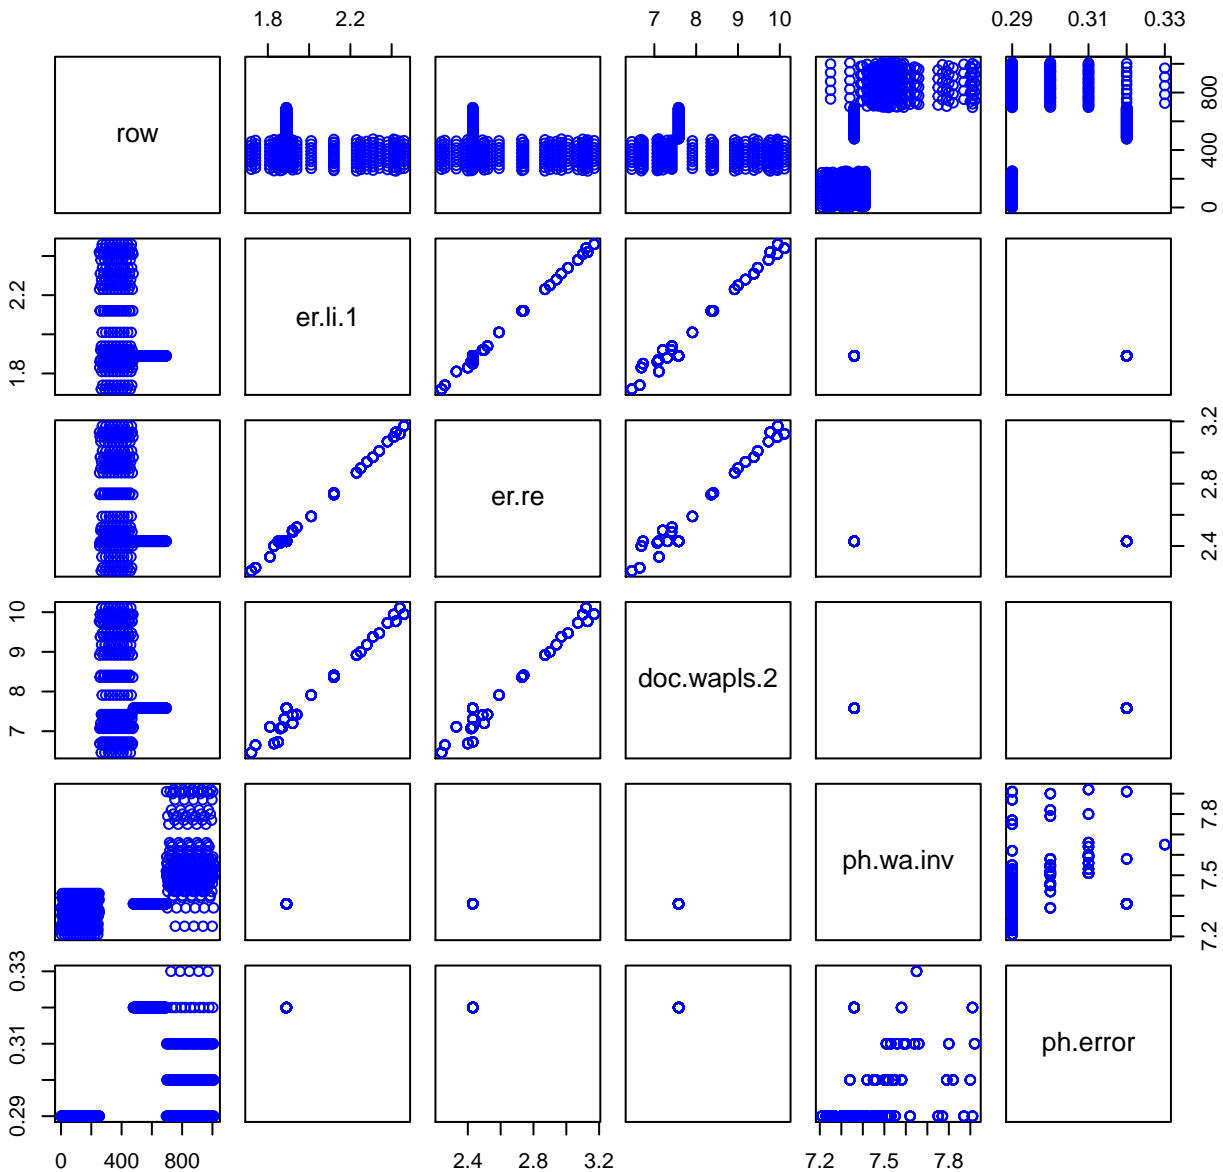 1.8 2.2 7 8 9 10 0.29 0.31 0.33
row
0 400 800
1.8 2.2
er.li.1
er.re
2.4 2.8 3.2
7 8 9 10
doc.wapls.2
ph.wa.inv
7.2 7.5 7.8
0.29 0.31 0.33
ph.error
0 400 800 2.4 2.8 3.2 7.2 7.5 7.8